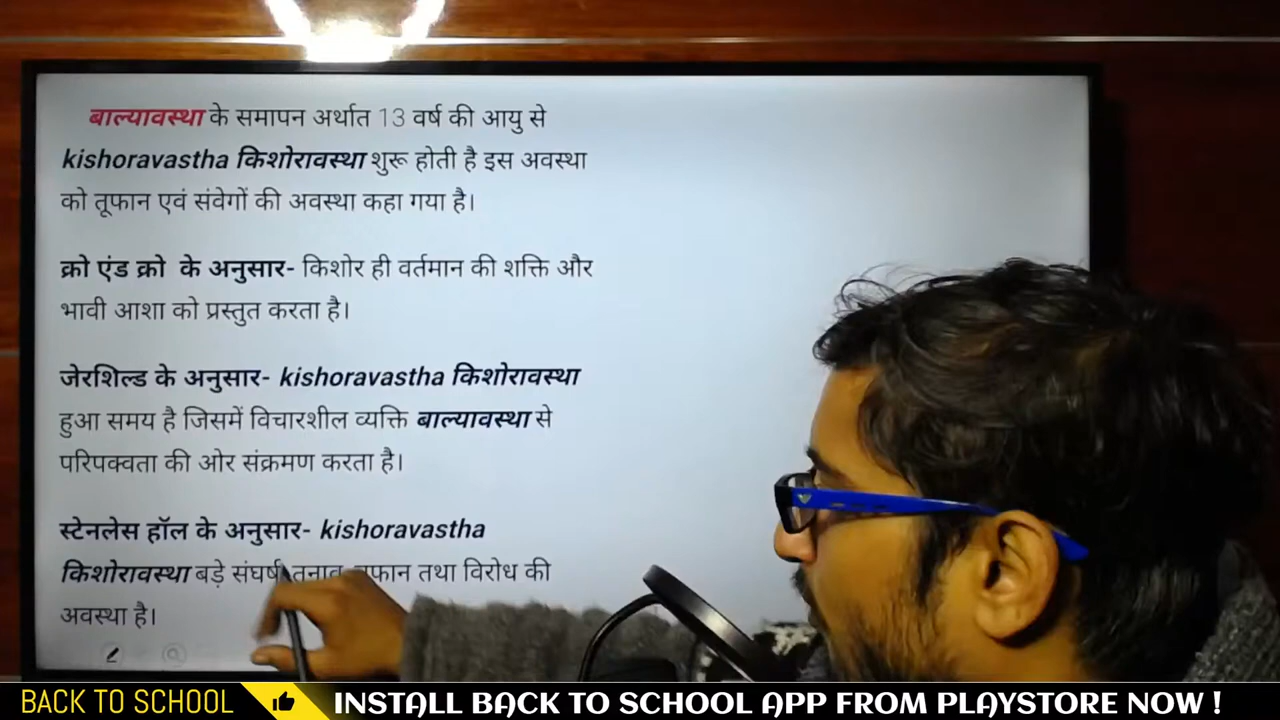 बाल्यावस्था के समापन अर्थात 13 वर्ष की आयु से
kishoravastha किशोरावस्था शुरू होती है इस अवस्था
को तूफान एवं संवेगों की अवस्था कहा गया है।
क्रो एंड क्रो के अनुसार- किशोर ही वर्तमान की शक्ति और
भावी आशा को प्रस्तुत करता है।
जेरशिल्ड के अनुसार- kishoravastha किशोरावस्था
हुआ समय है जिसमें विचारशील व्यक्ति बाल्यावस्था से
परिपक्वता की ओर संक्रमण करता है।
स्टेनलेस हॉल के अनुसार- kishoravastha
किशोरावस्था बड़े संघर्ष तनाव तथा विरोध की
अवस्था है।
BACK TO SCHOOL INSTALL BACK TO SCHOOL APP FROM PLAYSTORE NOW !